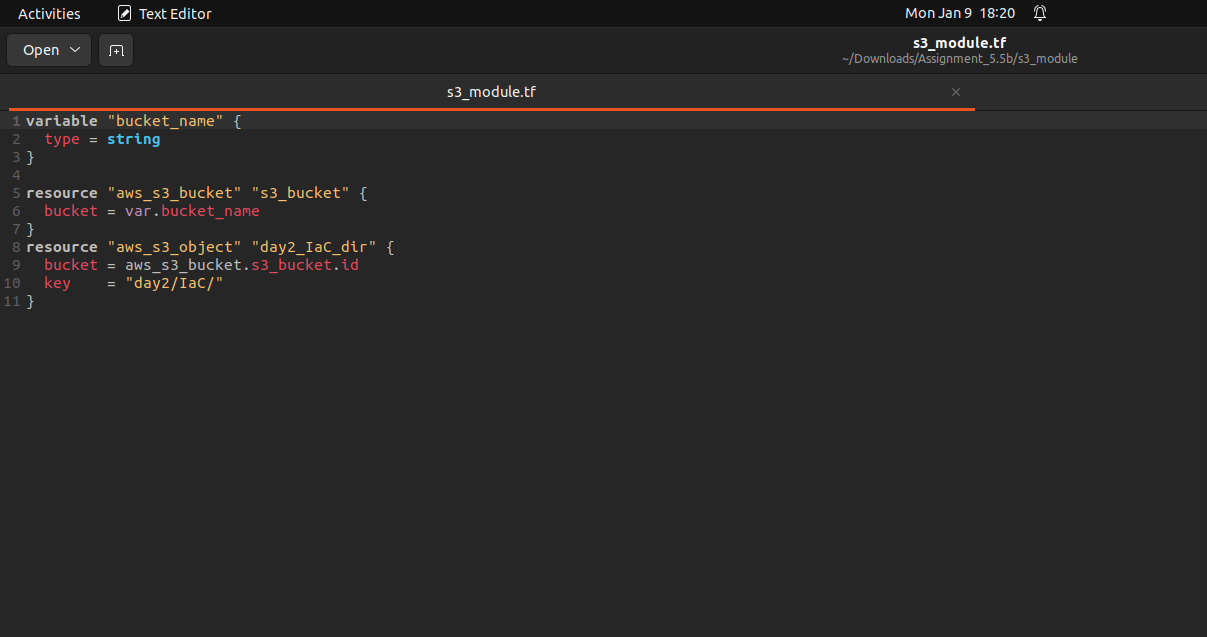 Activities Text Editor Mon Jan 9 18:20
Open s3_module.tf
~/Downloads/Assignment_5.5b/s3_module
s3_module.tf ×
1 variable "bucket_name" {
2   type = string
3 }
4
5 resource "aws_s3_bucket" "s3_bucket" {
6   bucket = var.bucket_name
7 }
8 resource "aws_s3_object" "day2_IaC_dir" {
9   bucket = aws_s3_bucket.s3_bucket.id
10   key    = "day2/IaC/"
11 }